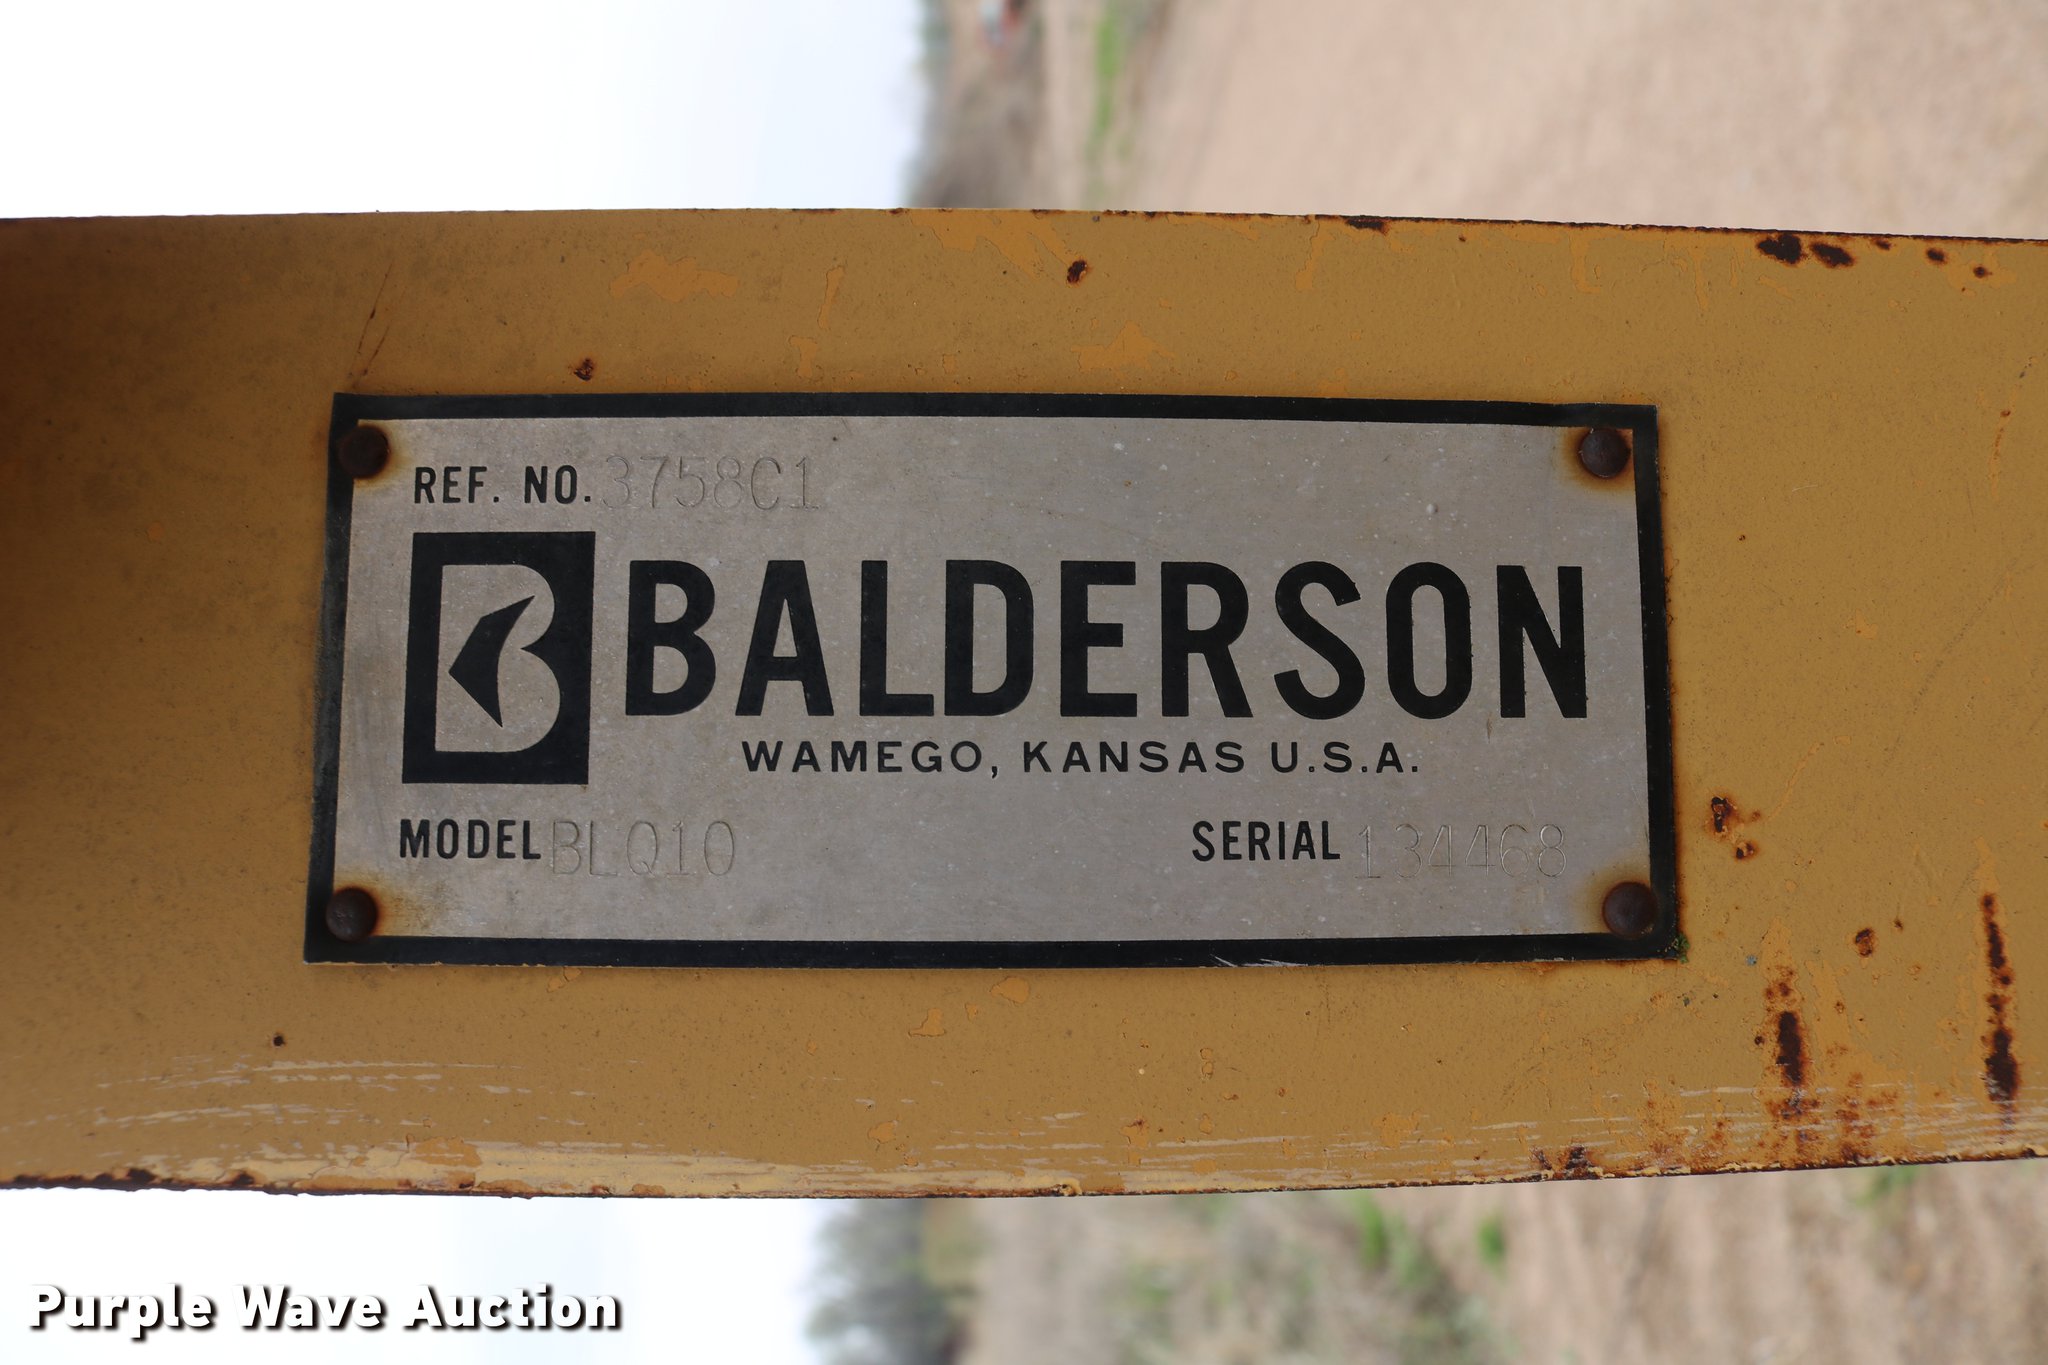 REF. NO. 3758C1
B BALDERSON
WAMEGO, KANSAS U.S.A.
MODEL BLQ10 SERIAL 134468
Purple Wave Auction